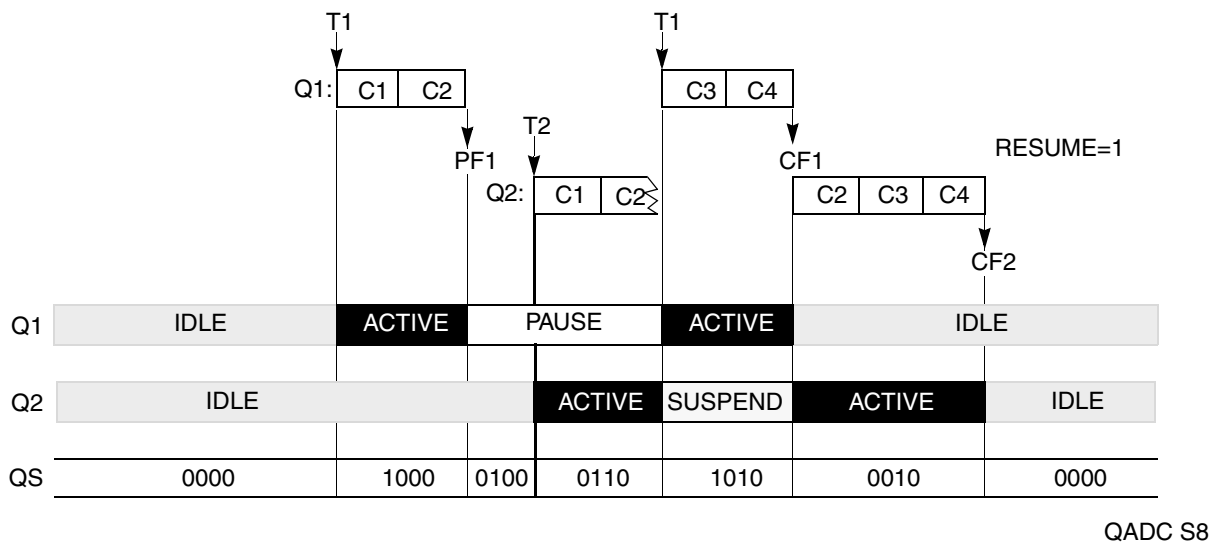 T1 T1
Q1: C1 C2 C3 C4
T2
PF1 CF1 RESUME=1
Q2: C1 C2 C2 C3 C4
CF2
Q1 IDLE ACTIVE PAUSE ACTIVE IDLE
Q2 IDLE ACTIVE SUSPEND ACTIVE IDLE
QS 0000 1000 0100 0110 1010 0010 0000
QADC S8